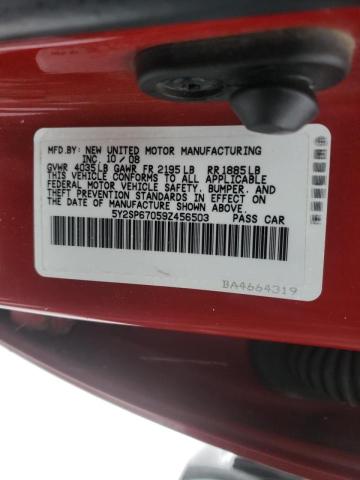 MFD.BY: NEW UNITED MOTOR MANUFACTURING
INC. 10/08
GVWR 4035LB GAWR FR 2195LB RR1885LB
THIS VEHICLE CONFORMS TO ALL APPLICABLE
FEDERAL MOTOR VEHICLE SAFETY, BUMPER, AND
THEFT PREVENTION STANDARDS IN EFFECT ON
THE DATE OF MANUFACTURE SHOWN ABOVE.
5Y2SP67059Z456503 PASS CAR
BA4664319